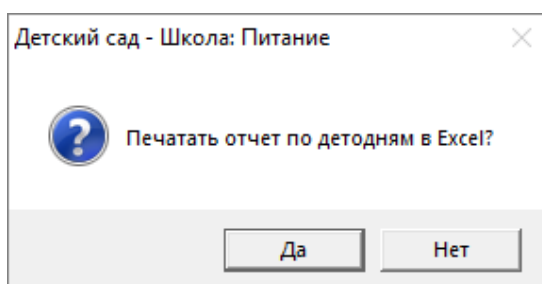 Детский сад - Школа: Питание
Печатать отчет по детодням в Excel?
Да
Нет